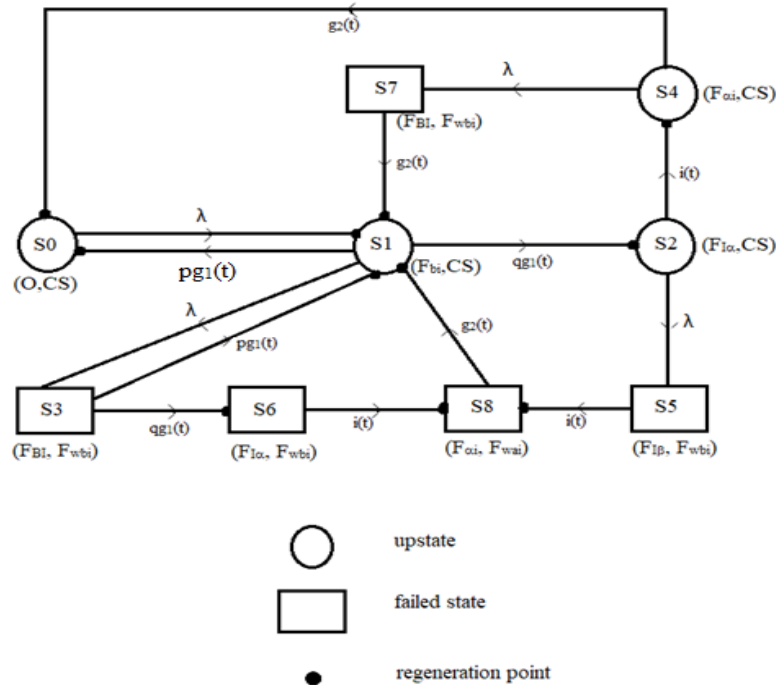 g₂(t)
S7
λ
S4
(Fαi,CS)
(FBI, Fwbi)
g₂(t)
i(t)
S0
λ
S1
S2
(FIα,CS)
(O,CS)
pg₁(t)
(Fbi,CS)
qg₁(t)
λ
pg₁(t)
g₂(t)
λ
S3
qg₁(t)
S6
i(t)
S8
i(t)
S5
(FBI, Fwbi)
(FIα, Fwbi)
(Fαi, Fwai)
(FIβ, Fwbi)
upstate
failed state
regeneration point